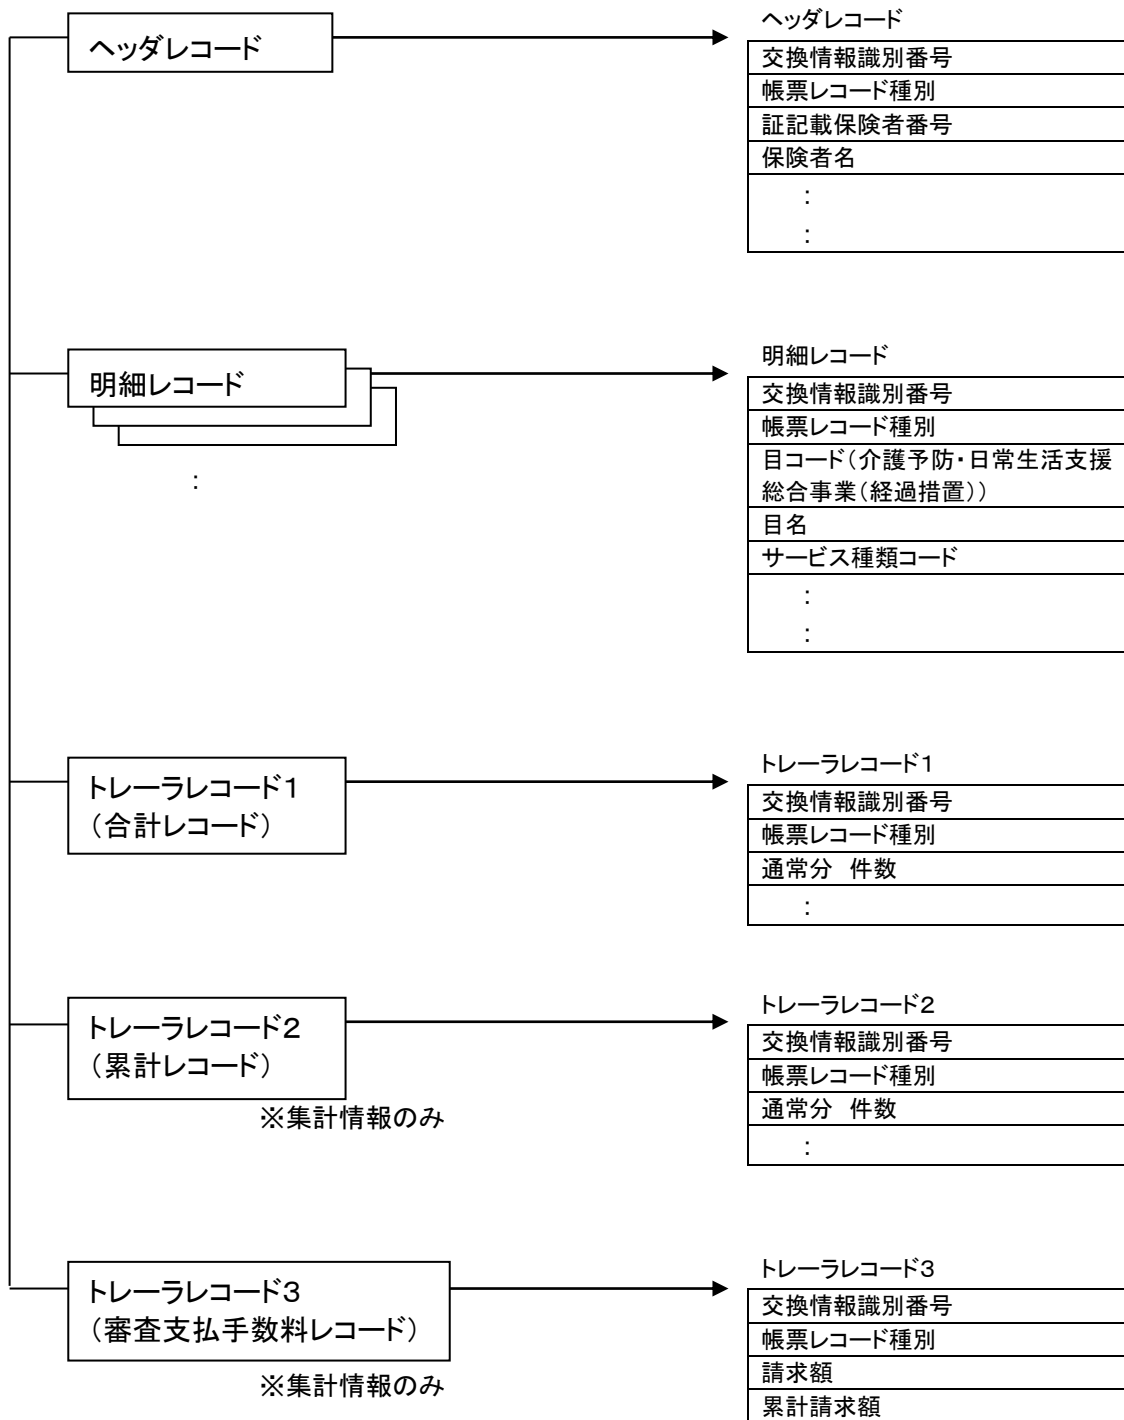 ヘッダレコード
ヘッダレコード
交換情報識別番号
帳票レコード種別
証記載保険者番号
保険者名
:
:
明細レコード
:
明細レコード
交換情報識別番号
帳票レコード種別
目コード(介護予防・日常生活支援
総合事業(経過措置))
目名
サービス種類コード
:
:
トレーラレコード1
(合計レコード)
トレーラレコード1
交換情報識別番号
帳票レコード種別
通常分 件数
:
トレーラレコード2
(累計レコード)
※集計情報のみ
トレーラレコード2
交換情報識別番号
帳票レコード種別
通常分 件数
:
トレーラレコード3
(審査支払手数料レコード)
※集計情報のみ
トレーラレコード3
交換情報識別番号
帳票レコード種別
請求額
累計請求額